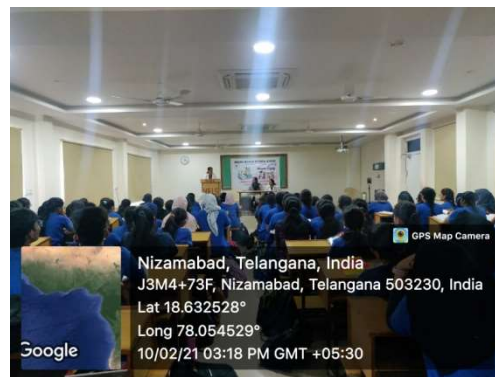 GPS Map Camera
Nizamabad, Telangana, India
J3M4+73F, Nizamabad, Telangana 503230, India
Lat 18.632528°
Long 78.054529°
10/02/21 03:18 PM GMT +05:30
Google